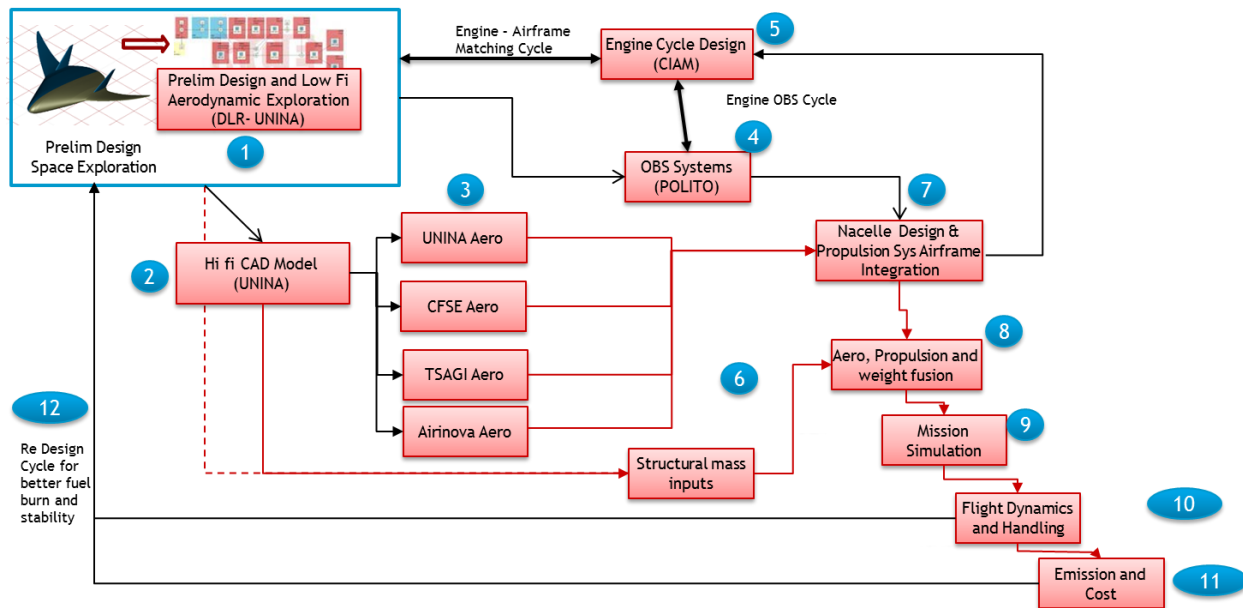 Prelim Design and Low Fi
Aerodynamic Exploration
(DLR- UNINA)
1
Prelim Design
Space Exploration
Engine - Airframe
Matching Cycle
5
Engine Cycle Design
(CIAM)
Engine OBS Cycle
4
OBS Systems
(POLITO)
7
Nacelle Design &
Propulsion Sys Airframe
Integration
3
UNINA Aero
2
Hi fi CAD Model
(UNINA)
CFSE Aero
TSAGI Aero
Airinova Aero
6
8
Aero, Propulsion and
weight fusion
9
Mission
Simulation
12
Re Design
Cycle for
better fuel
burn and
stability
Structural mass
inputs
10
Flight Dynamics
and Handling
11
Emission and
Cost